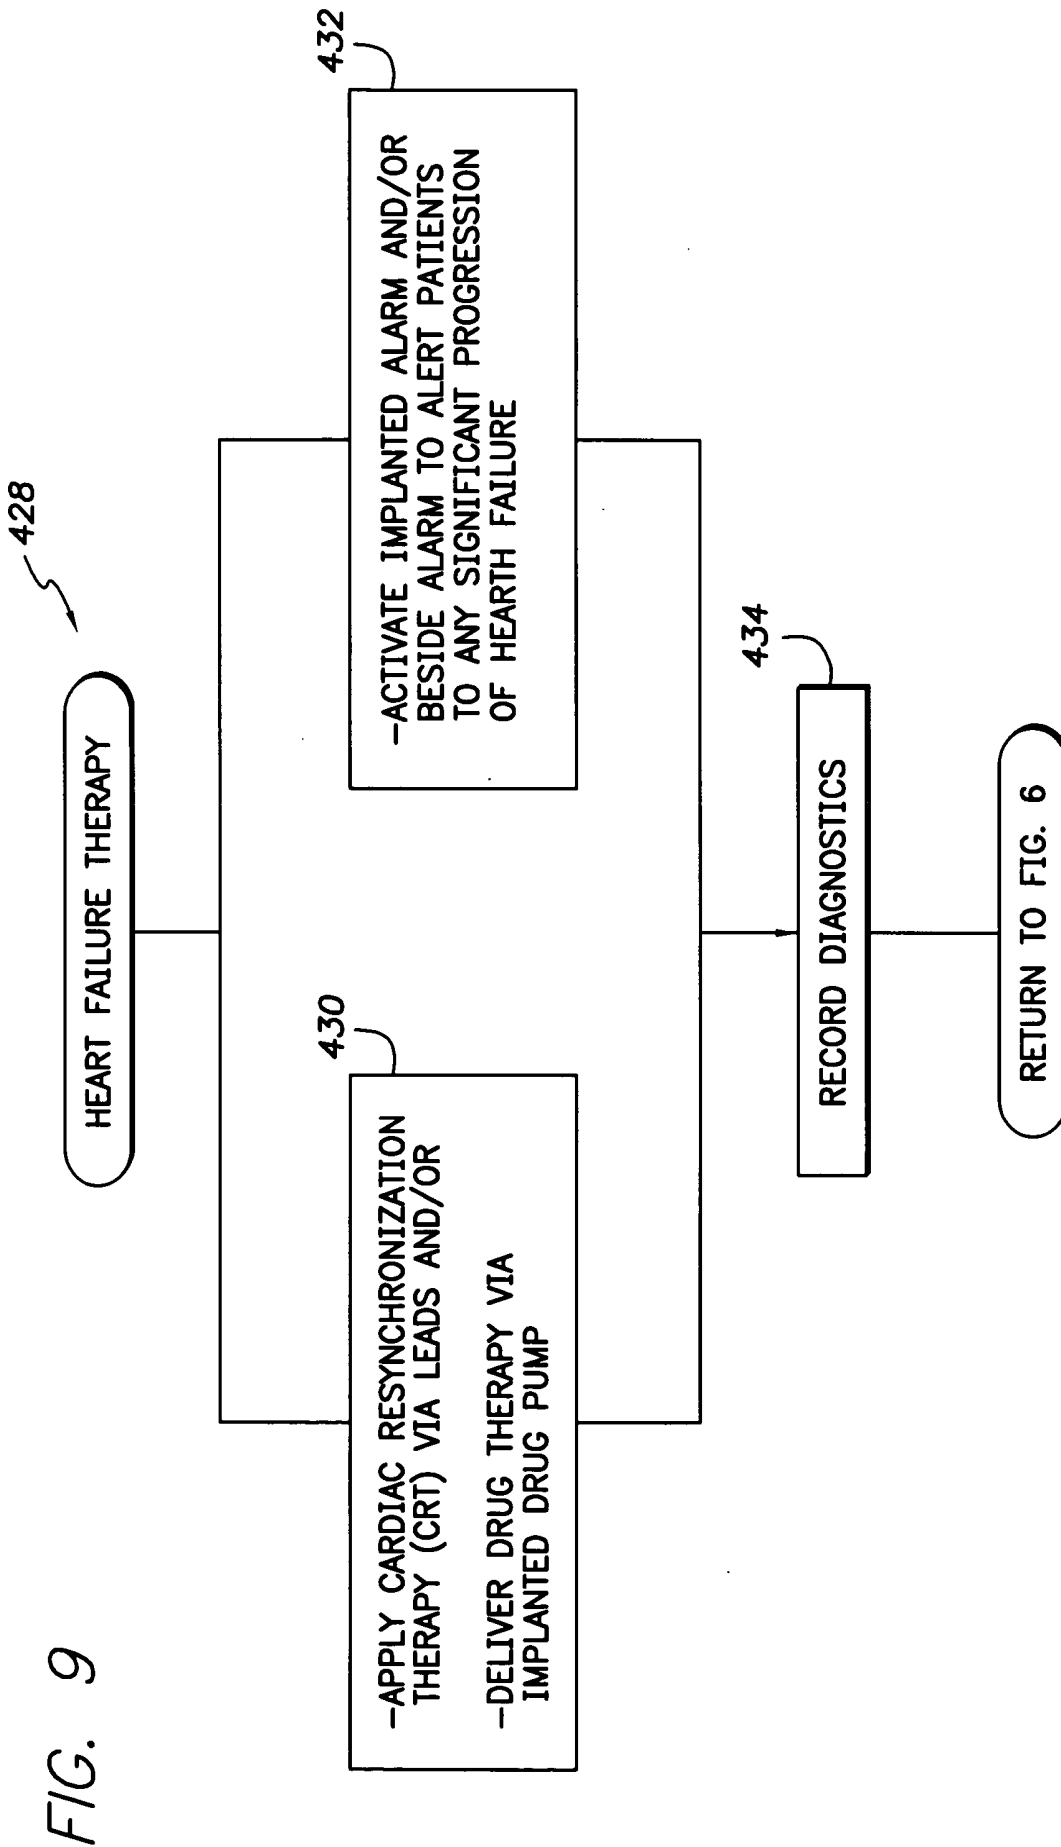 FIG. 9
428
HEART FAILURE THERAPY
430
-APPLY CARDIAC RESYNCHRONIZATION
THERAPY (CRT) VIA LEADS AND/OR
-DELIVER DRUG THERAPY VIA
IMPLANTED DRUG PUMP
432
-ACTIVATE IMPLANTED ALARM AND/OR
BESIDE ALARM TO ALERT PATIENTS
TO ANY SIGNIFICANT PROGRESSION
OF HEARTH FAILURE
434
RECORD DIAGNOSTICS
RETURN TO FIG. 6